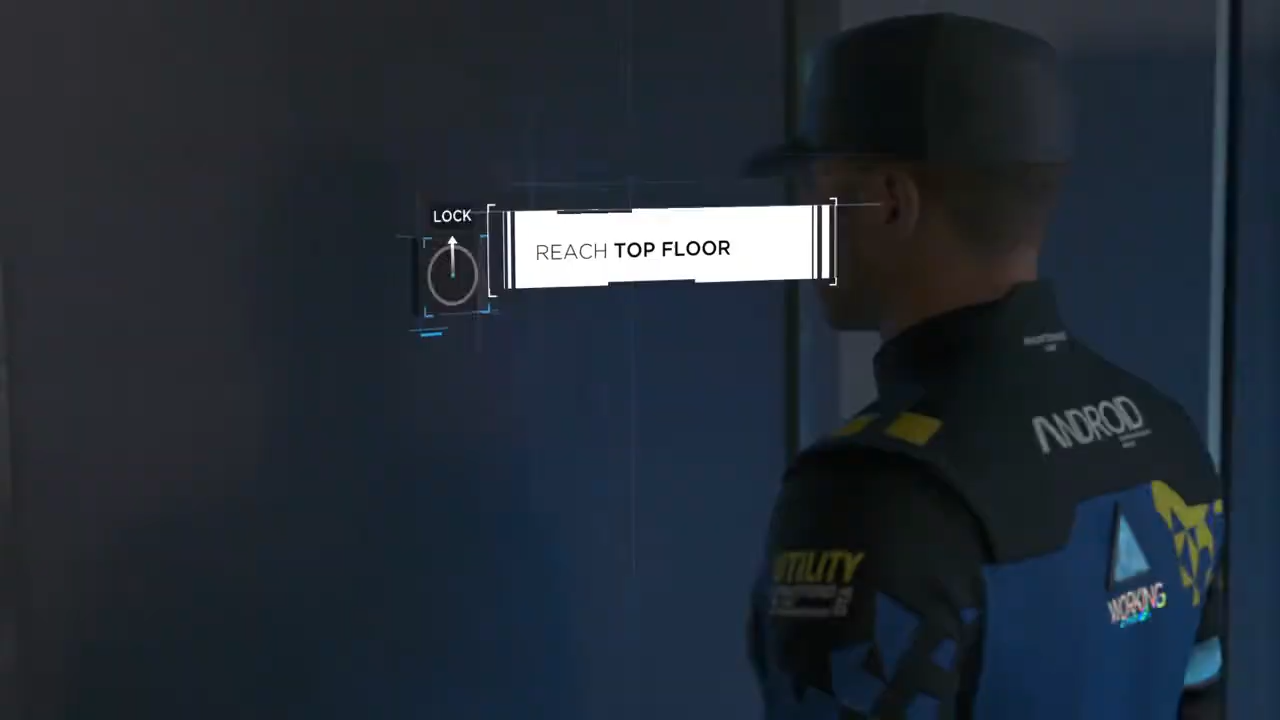 LOCK
REACH TOP FLOOR
ANDROID
UTILITY
WORKING